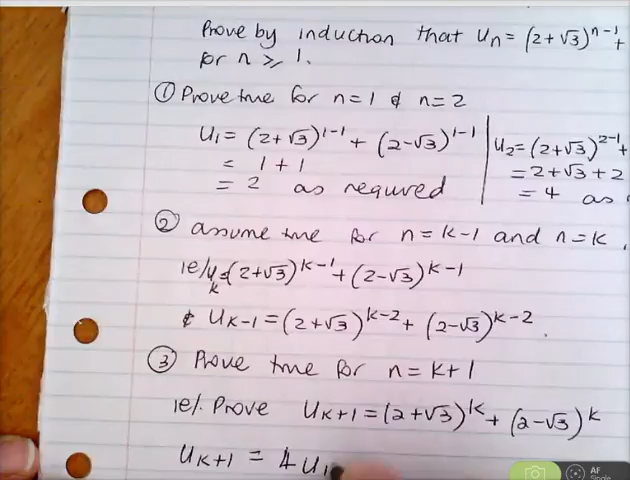 Prove by induction that Un = (2+√3)^n-1 +
for n ⩾ 1.
① Prove true for n=1 & n=2
U1 = (2+√3)^1-1 + (2-√3)^1-1
= 1 + 1
= 2 as required
U2 = (2+√3)^2-1 +
= 2+√3 + 2
= 4 as
② assume true for n=k-1 and n=k
ie/ Uk = (2+√3)^k-1 + (2-√3)^k-1
& Uk-1 = (2+√3)^k-2 + (2-√3)^k-2.
③ Prove true for n=k+1
ie/. Prove Uk+1 = (2+√3)^k + (2-√3)^k
Uk+1 = 4U
AF
Single